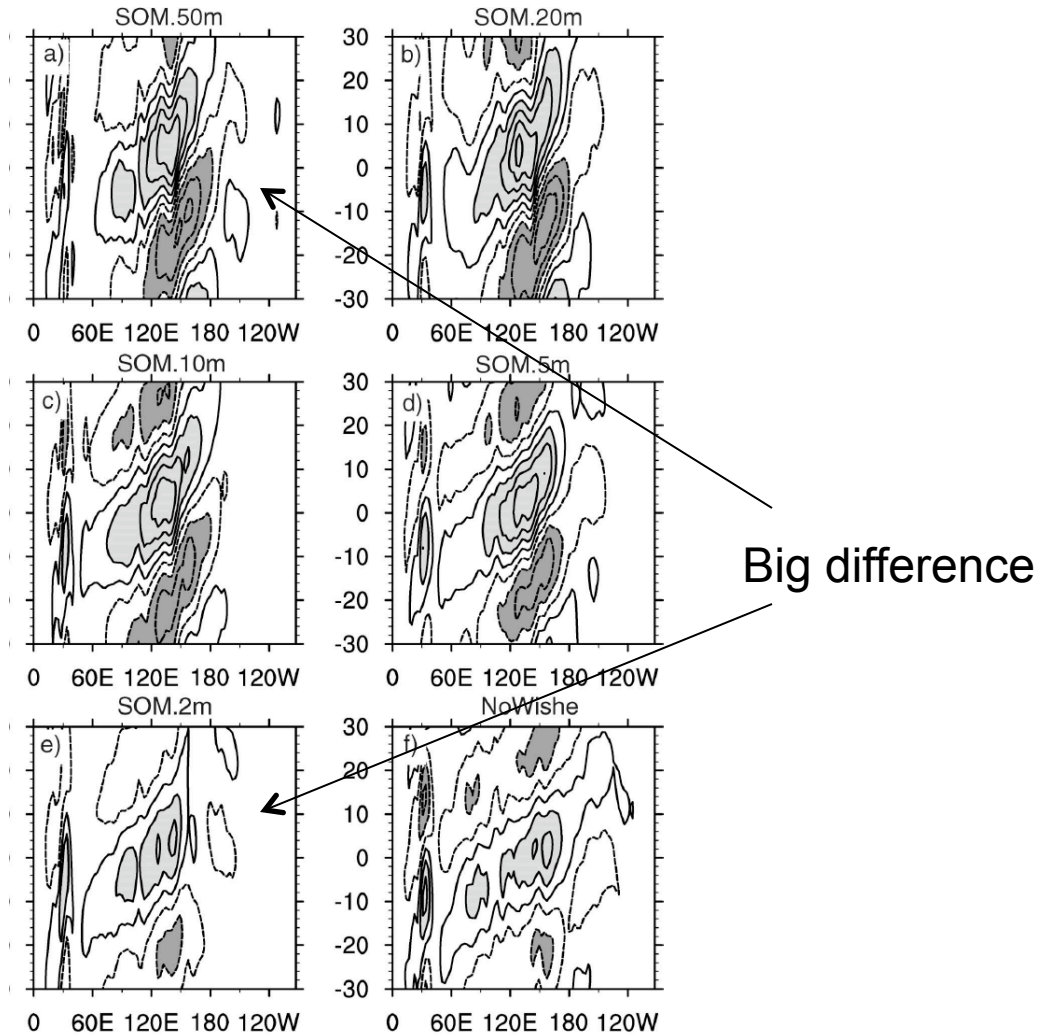 SOM.50m SOM.20m
a) b)
30
20
10
0
-10
-20
-30
0 60E 120E 180 120W 0 60E 120E 180 120W
SOM.10m SOM.5m
c) d)
30
20
10
0
-10
-20
-30
0 60E 120E 180 120W 0 60E 120E 180 120W
Big difference
SOM.2m NoWishe
e) f)
30
20
10
0
-10
-20
-30
0 60E 120E 180 120W 0 60E 120E 180 120W